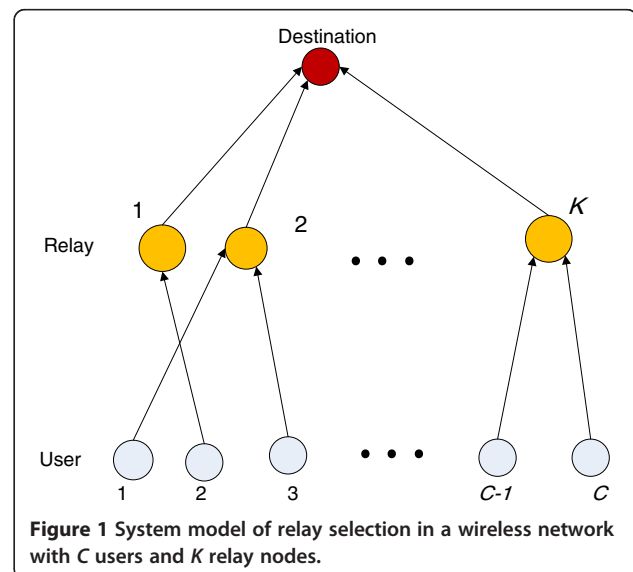 Destination
1
2
K
Relay
• • •
User
• • •
1
2
3
C-1
C
Figure 1 System model of relay selection in a wireless network
with C users and K relay nodes.